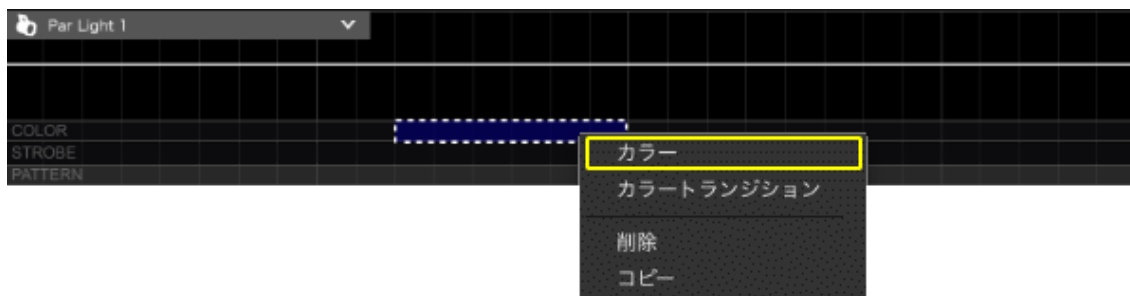 Par Light 1
COLOR
STROBE
PATTERN
カラー
カラートランジション
削除
コピー